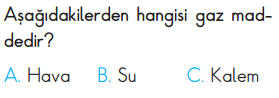 Aşağıdakilerden hangisi gaz mad-
dedir?
A. Hava B. Su C. Kalem